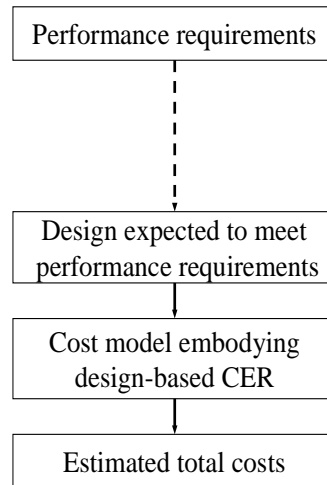 Performance requirements
Design expected to meet
performance requirements
Cost model embodying
design-based CER
Estimated total costs